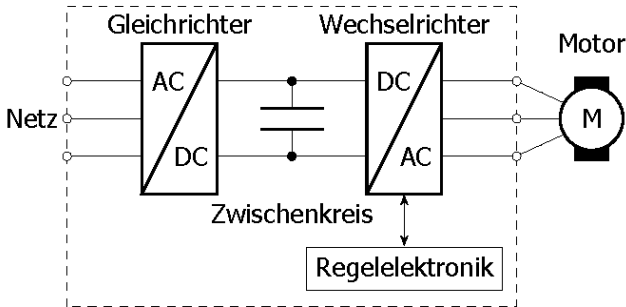 Gleichrichter
Wechselrichter
Motor
Netz
AC
DC
DC
AC
M
Zwischenkreis
Regelelektronik